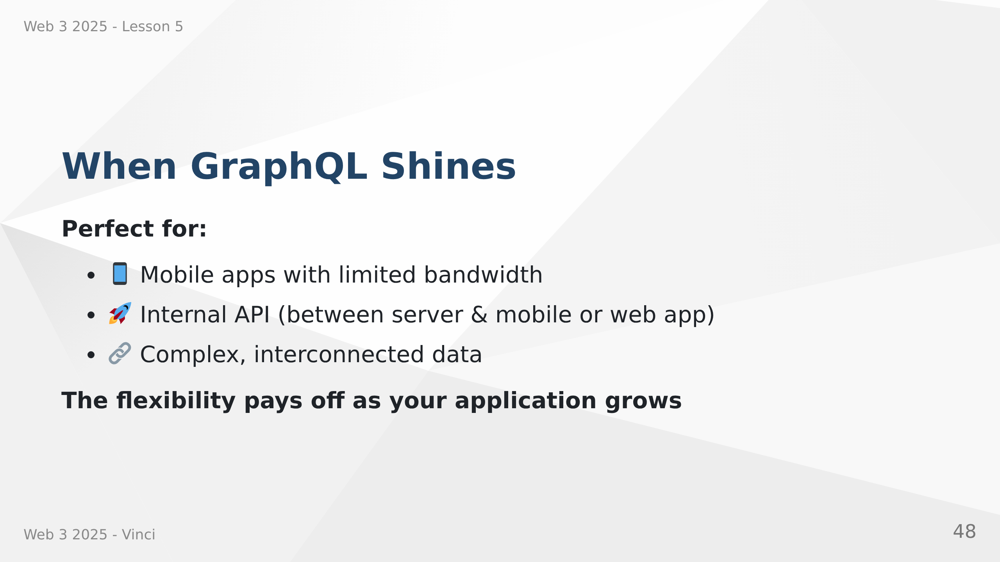 Web 3 2025 - Lesson 5
When GraphQL Shines
Perfect for:
• 📱 Mobile apps with limited bandwidth
• 🚀 Internal API (between server & mobile or web app)
• 🔗 Complex, interconnected data
The flexibility pays off as your application grows
Web 3 2025 - Vinci
48